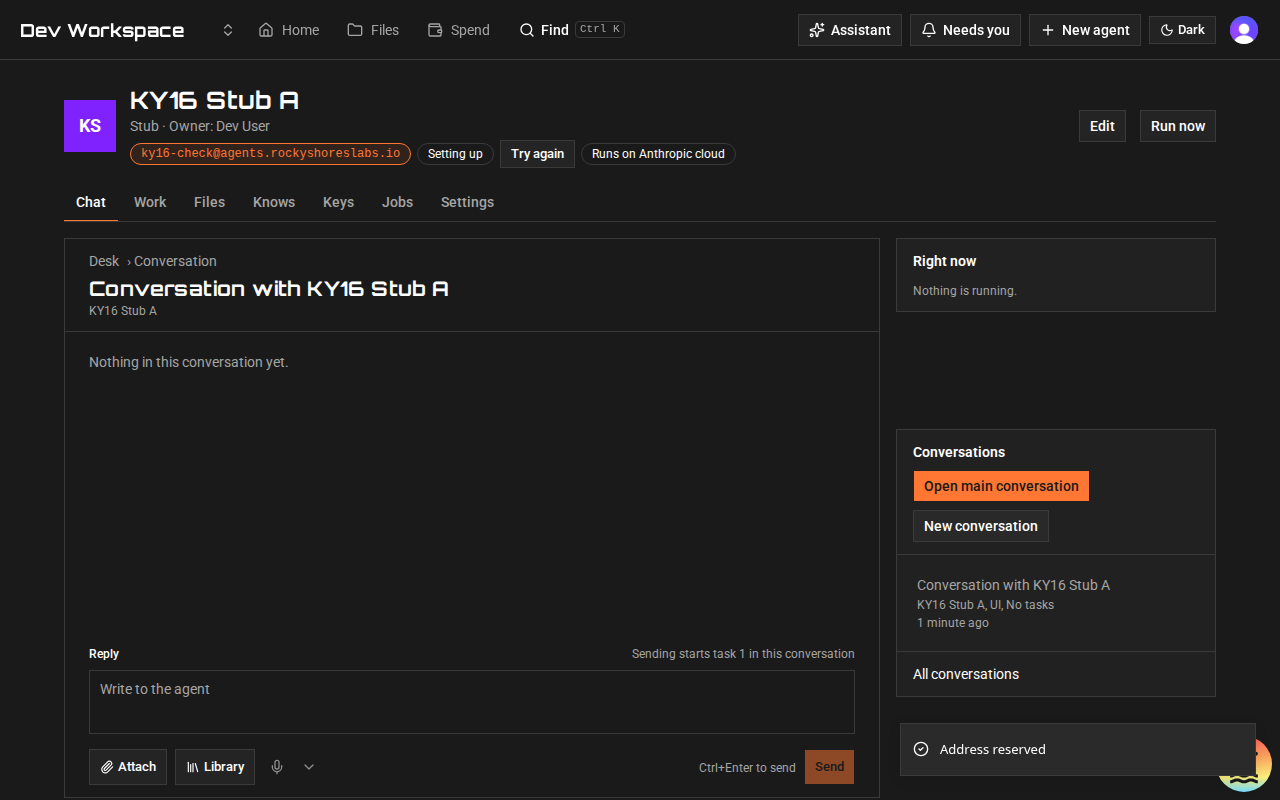 Dev Workspace
Home
Files
Spend
Find Ctrl K
Assistant
Needs you
New agent
Dark
KS
KY16 Stub A
Stub · Owner: Dev User
ky16-check@agents.rockyshoreslabs.io
Setting up
Try again
Runs on Anthropic cloud
Edit
Run now
Chat
Work
Files
Knows
Keys
Jobs
Settings
Desk › Conversation
Conversation with KY16 Stub A
KY16 Stub A
Nothing in this conversation yet.
Reply
Sending starts task 1 in this conversation
Write to the agent
Attach
Library
Ctrl+Enter to send
Send
Right now
Nothing is running.
Conversations
Open main conversation
New conversation
Conversation with KY16 Stub A
KY16 Stub A, UI, No tasks
1 minute ago
All conversations
Address reserved